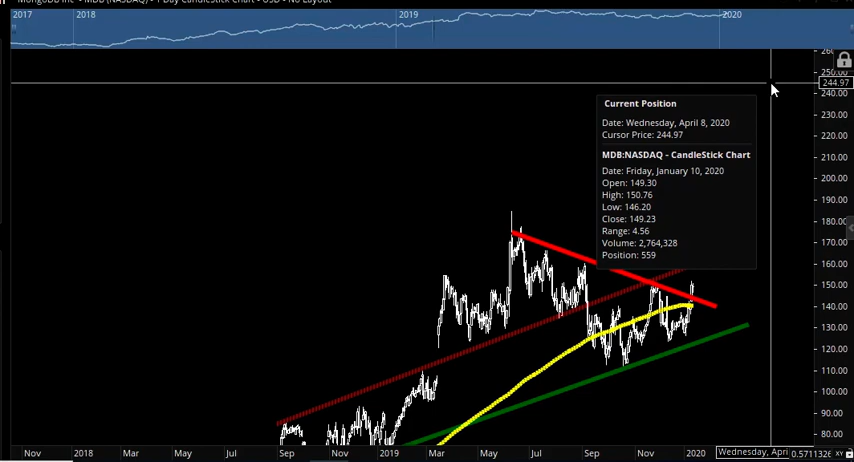 MongoDB Inc - MDB (NASDAQ) - 1 Day CandleStick Chart - USD - No Layout
2017 2018 2019 2020
260
250.00
244.97
240.00
230.00
220.00
210.00
200.00
190.00
180.00
170.00
160.00
150.00
140.00
130.00
120.00
110.00
100.00
90.00
80.00
Current Position
Date: Wednesday, April 8, 2020
Cursor Price: 244.97
MDB:NASDAQ - CandleStick Chart
Date: Friday, January 10, 2020
Open: 149.30
High: 150.76
Low: 146.20
Close: 149.23
Range: 4.56
Volume: 2,764,328
Position: 559
Nov 2018 Mar May Jul Sep Nov 2019 Mar May Jul Sep Nov 2020 Wednesday, Apri 0.5711326 XY